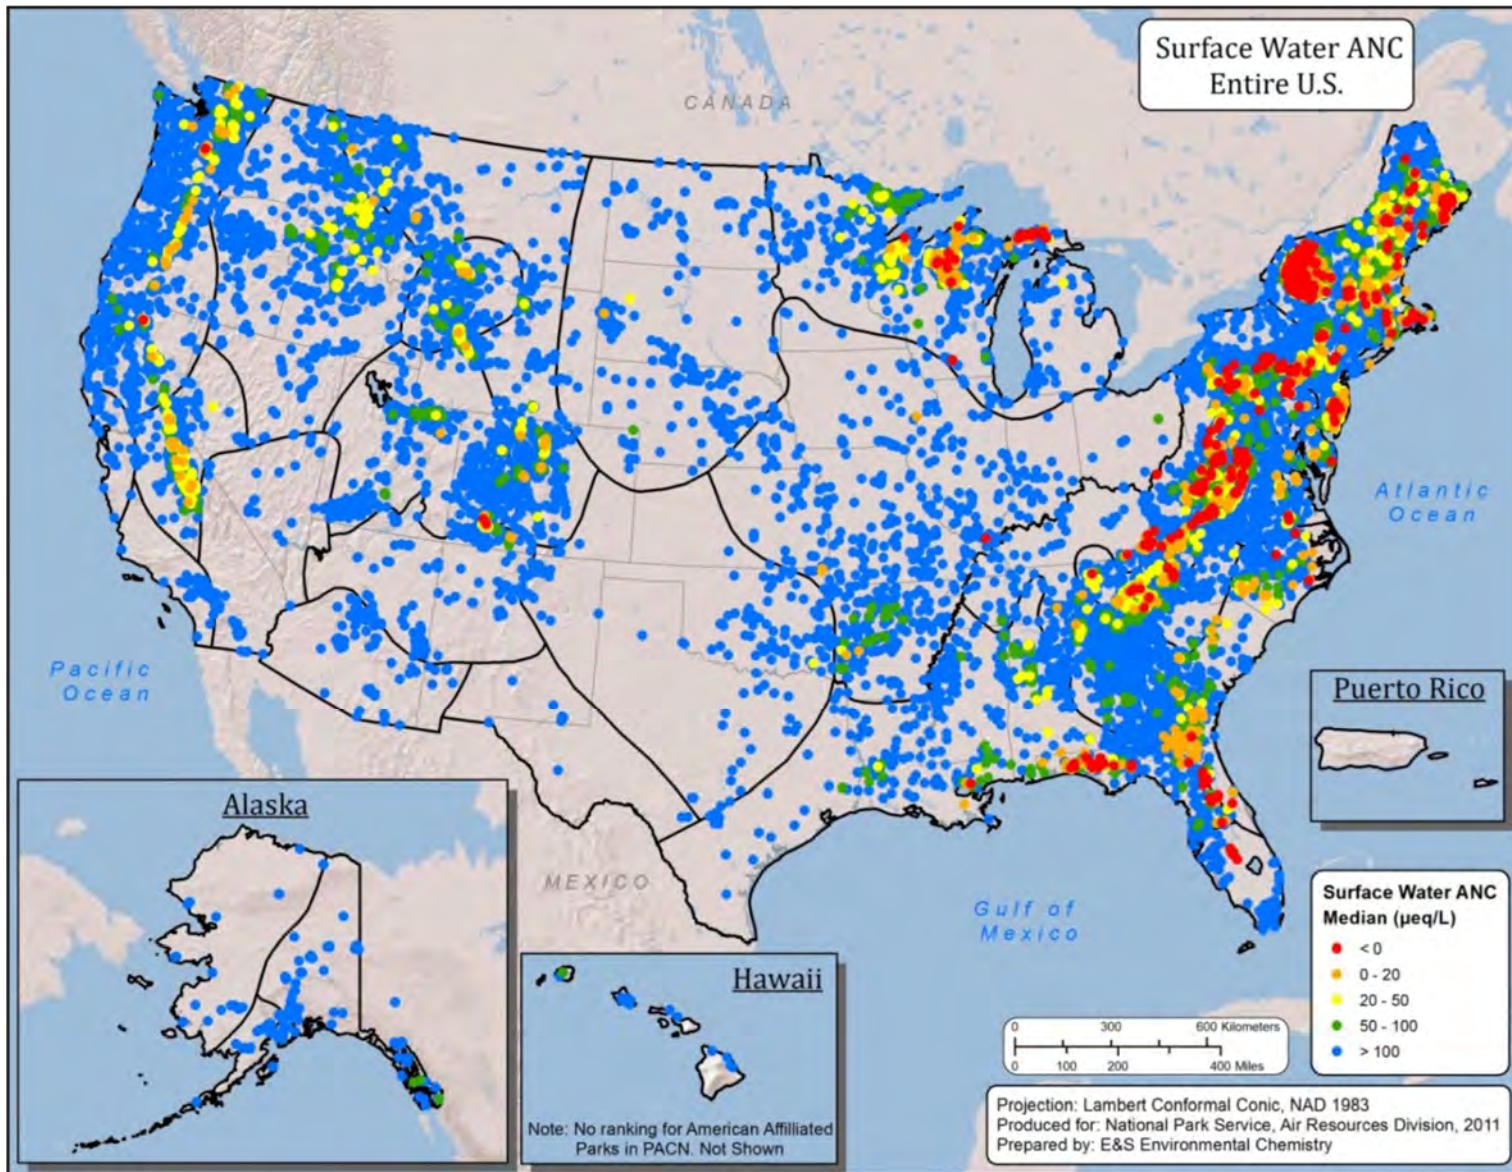 Surface Water ANC
Entire U.S.
CANADA
Pacific
Ocean
Atlantic
Ocean
Puerto Rico
Alaska
MEXICO
Gulf of
Mexico
Hawaii
Note: No ranking for American Affilliated
Parks in PACN. Not Shown
Surface Water ANC
Median (µeq/L)
< 0
0 - 20
20 - 50
50 - 100
> 100
0 300 600 Kilometers
0 100 200 400 Miles
Projection: Lambert Conformal Conic, NAD 1983
Produced for: National Park Service, Air Resources Division, 2011
Prepared by: E&S Environmental Chemistry